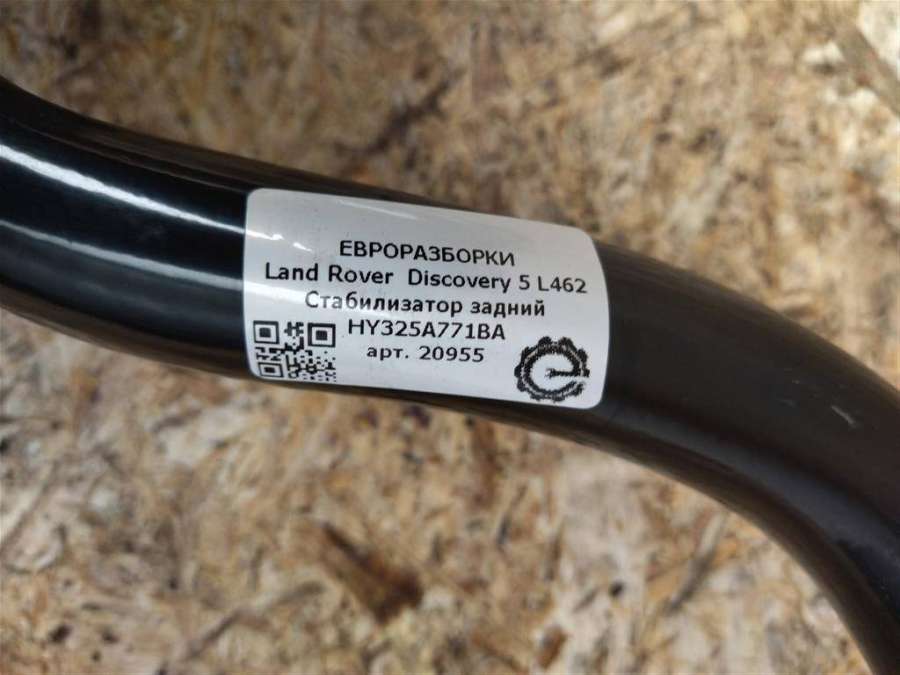 ЕВРОРАЗБОРКИ
Land Rover Discovery 5 L462
Стабилизатор задний
HY325A771BA
арт. 20955